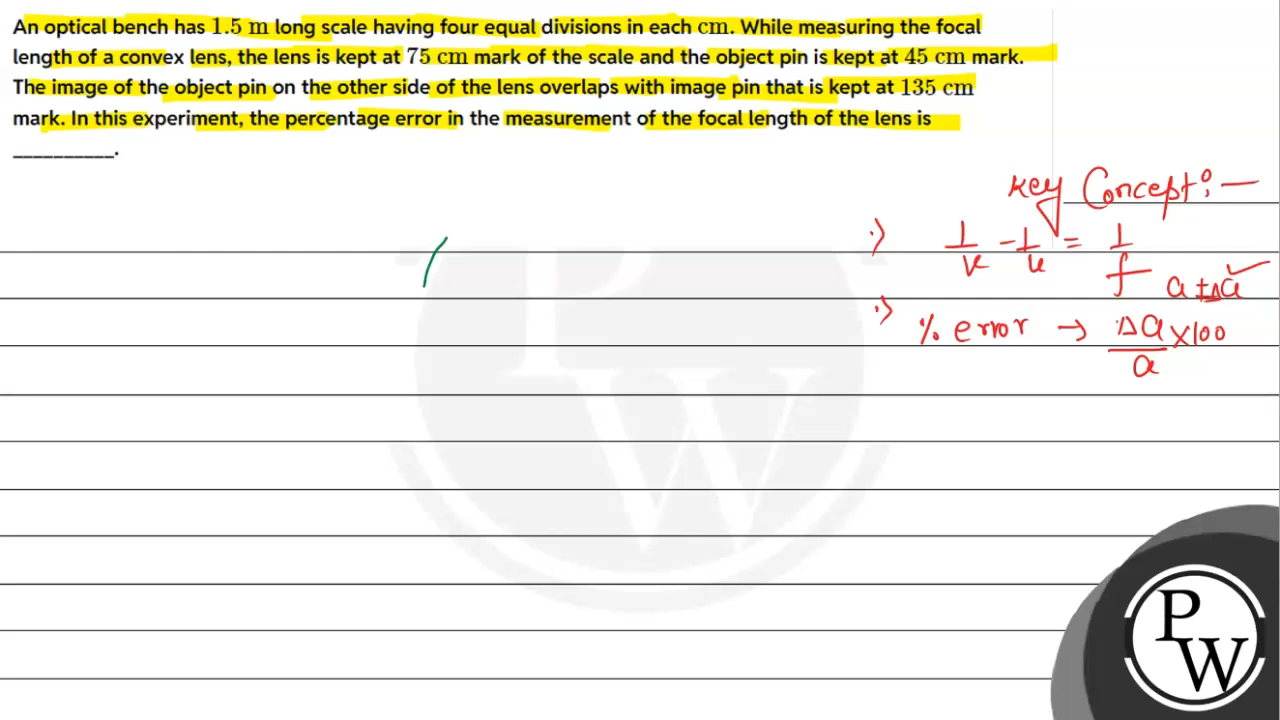 An optical bench has 1.5 m long scale having four equal divisions in each cm. While measuring the focal
length of a convex lens, the lens is kept at 75 cm mark of the scale and the object pin is kept at 45 cm mark.
The image of the object pin on the other side of the lens overlaps with image pin that is kept at 135 cm
mark. In this experiment, the percentage error in the measurement of the focal length of the lens is
__________.
Key Concept:—
:) 1/v - 1/u = 1/f
a ± Δa
:) % error → Δa/a × 100
P
W
P
W